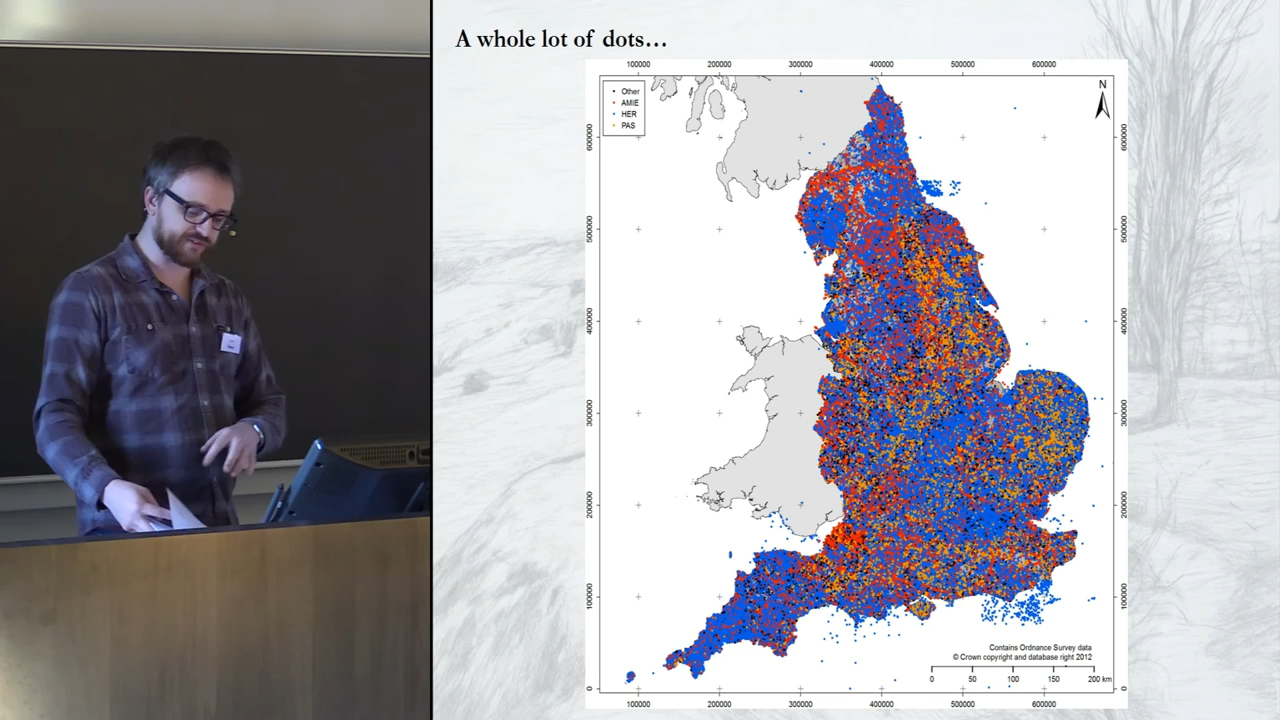 A whole lot of dots…
100000 200000 300000 400000 500000 600000
N
Other
AMIE
HER
PAS
600000 600000
500000 500000
400000 400000
300000 300000
200000 200000
100000 100000
Contains Ordnance Survey data
© Crown copyright and database right 2012
0 50 100 150 200 km
0 0
100000 200000 300000 400000 500000 600000